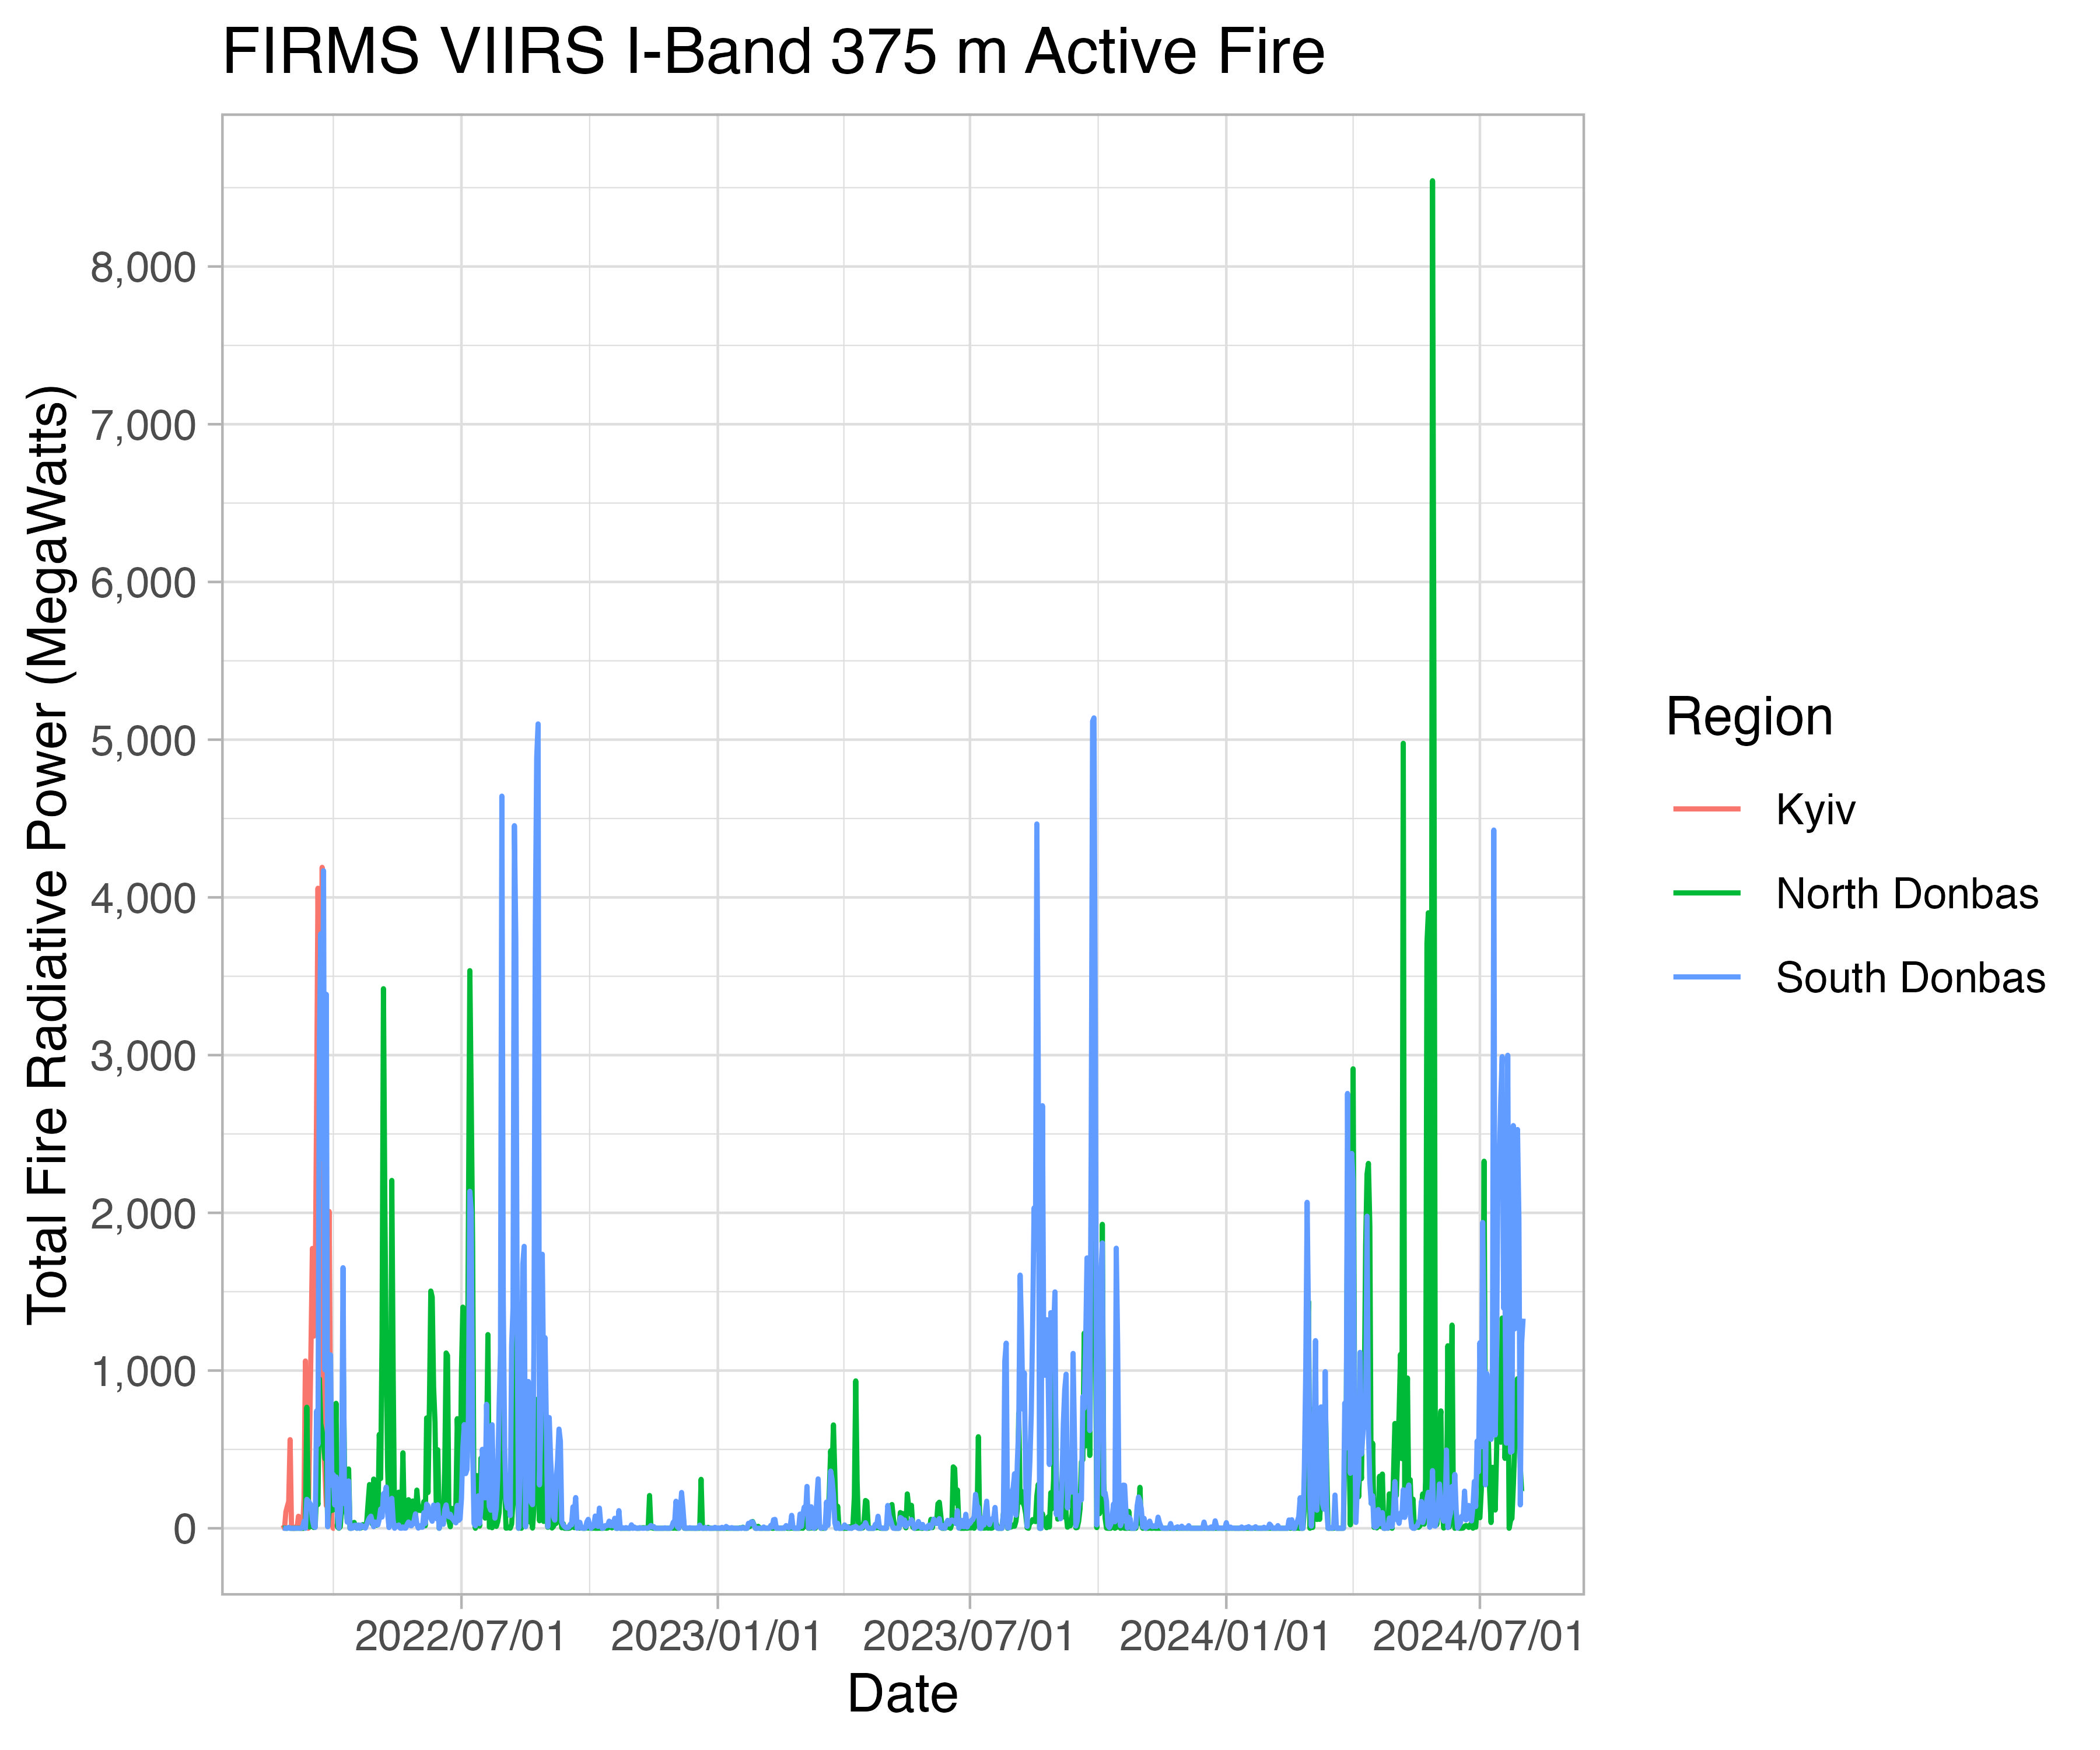 FIRMS VIIRS I-Band 375 m Active Fire
Total Fire Radiative Power (MegaWatts)
8,000
7,000
6,000
5,000
4,000
3,000
2,000
1,000
0
2022/07/01 2023/01/01 2023/07/01 2024/01/01 2024/07/01
Date
Region
Kyiv
North Donbas
South Donbas